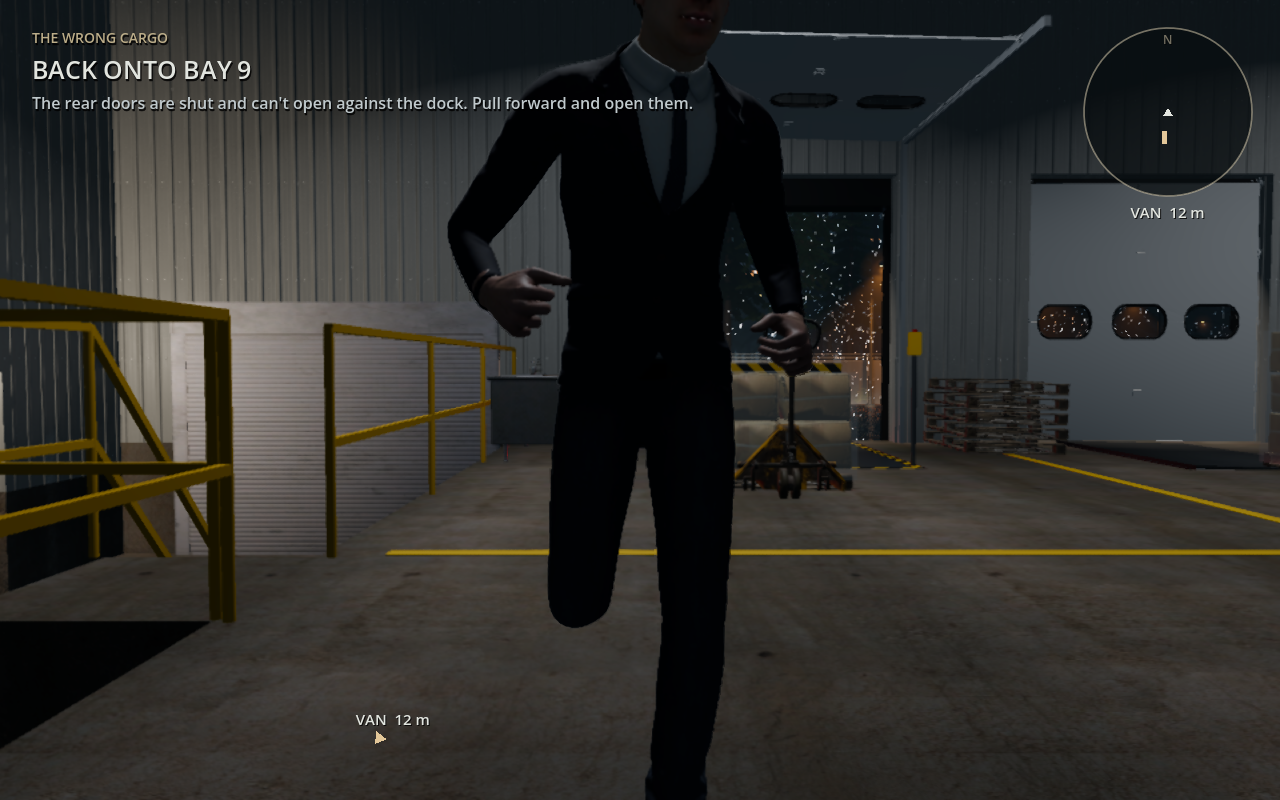 THE WRONG CARGO
BACK ONTO BAY 9
The rear doors are shut and can't open against the dock. Pull forward and open them.
N
VAN 12 m
VAN 12 m